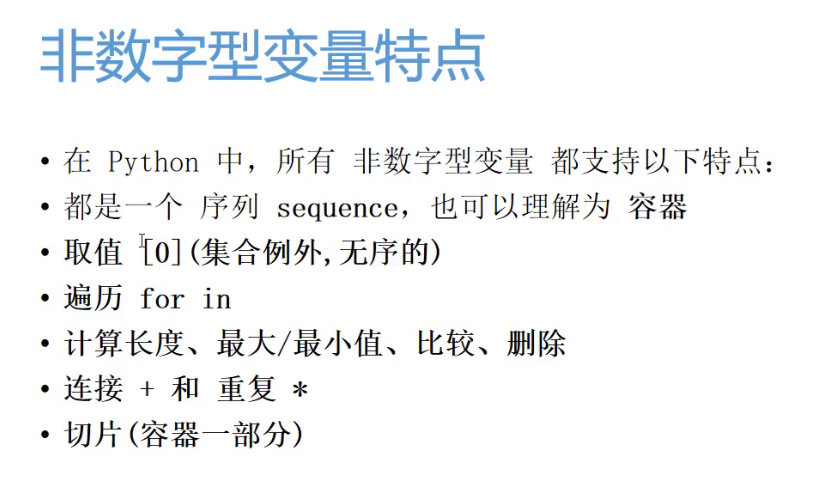 非数字型变量特点
• 在 Python 中，所有 非数字型变量 都支持以下特点：
• 都是一个 序列 sequence，也可以理解为 容器
• 取值 [0](集合例外,无序的)
• 遍历 for in
• 计算长度、最大/最小值、比较、删除
• 连接 + 和 重复 *
• 切片(容器一部分)